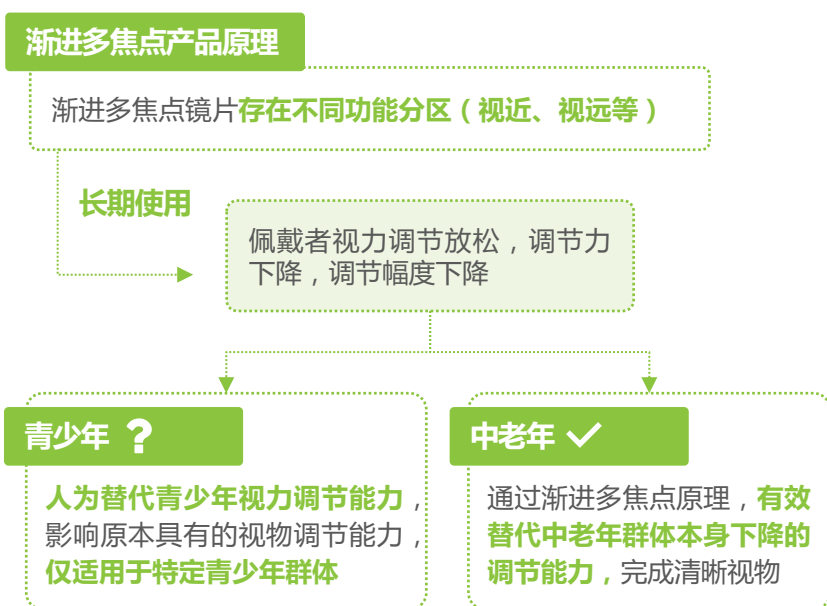 渐进多焦点产品原理
渐进多焦点镜片存在不同功能分区（视近、视远等）
长期使用
佩戴者视力调节放松，调节力
下降，调节幅度下降
青少年 ?
人为替代青少年视力调节能力，
影响原本具有的视物调节能力，
仅适用于特定青少年群体
中老年 ✓
通过渐进多焦点原理，有效
替代中老年群体本身下降的
调节能力，完成清晰视物